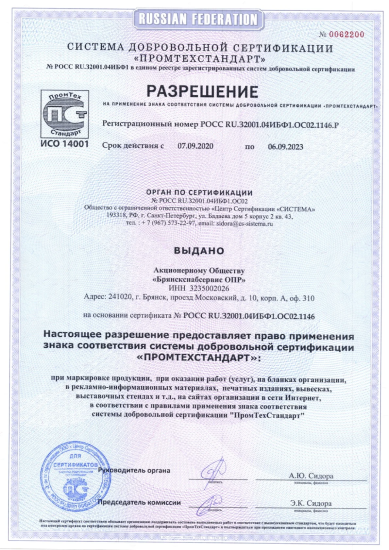 RUSSIAN FEDERATION
№ 0062200
СИСТЕМА ДОБРОВОЛЬНОЙ СЕРТИФИКАЦИИ
«ПРОМТЕХСТАНДАРТ»
№ РОСС RU.32001.04ИБФ1 в едином реестре зарегистрированных систем добровольной сертификации
ПромТех
Стандарт
ИСО 14001
РАЗРЕШЕНИЕ
НА ПРИМЕНЕНИЕ ЗНАКА СООТВЕТСТВИЯ СИСТЕМЫ ДОБРОВОЛЬНОЙ СЕРТИФИКАЦИИ «ПРОМТЕХСТАНДАРТ»
Регистрационный номер РОСС RU.32001.04ИБФ1.ОС02.1146.Р
Срок действия с 07.09.2020 по 06.09.2023
ОРГАН ПО СЕРТИФИКАЦИИ
№ РОСС RU.32001.04ИБФ1.ОС02
Общество с ограниченной ответственностью «Центр Сертификации «СИСТЕМА»
193318, РФ, г. Санкт-Петербург, ул. Бадаева дом 5 корпус 2 кв. 43,
тел. : + 7 (967) 573-22-97, email: sidora@cs-sistema.ru
ВЫДАНО
Акционерному Обществу
«Брянскснабсервис ОПР»
ИНН 3235002026
Адрес: 241020, г. Брянск, проезд Московский, д. 10, корп. А, оф. 310
на основании сертификата № РОСС RU.32001.04ИБФ1.ОС02.1146
Настоящее разрешение предоставляет право применения
знака соответствия системы добровольной сертификации
«ПРОМТЕХСТАНДАРТ»:
при маркировке продукции, при оказании работ (услуг), на бланках организации,
в рекламно-информационных материалах, печатных изданиях, вывесках,
выставочных стендах и т.д., на сайтах организации в сети Интернет,
в соответствии с правилами применения знака соответствия
системы добровольной сертификации "ПромТехСтандарт"
ДЛЯ
СЕРТИФИКАТОВ
Руководитель органа
А.Ю. Сидора
Председатель комиссии
Э.К. Сидора